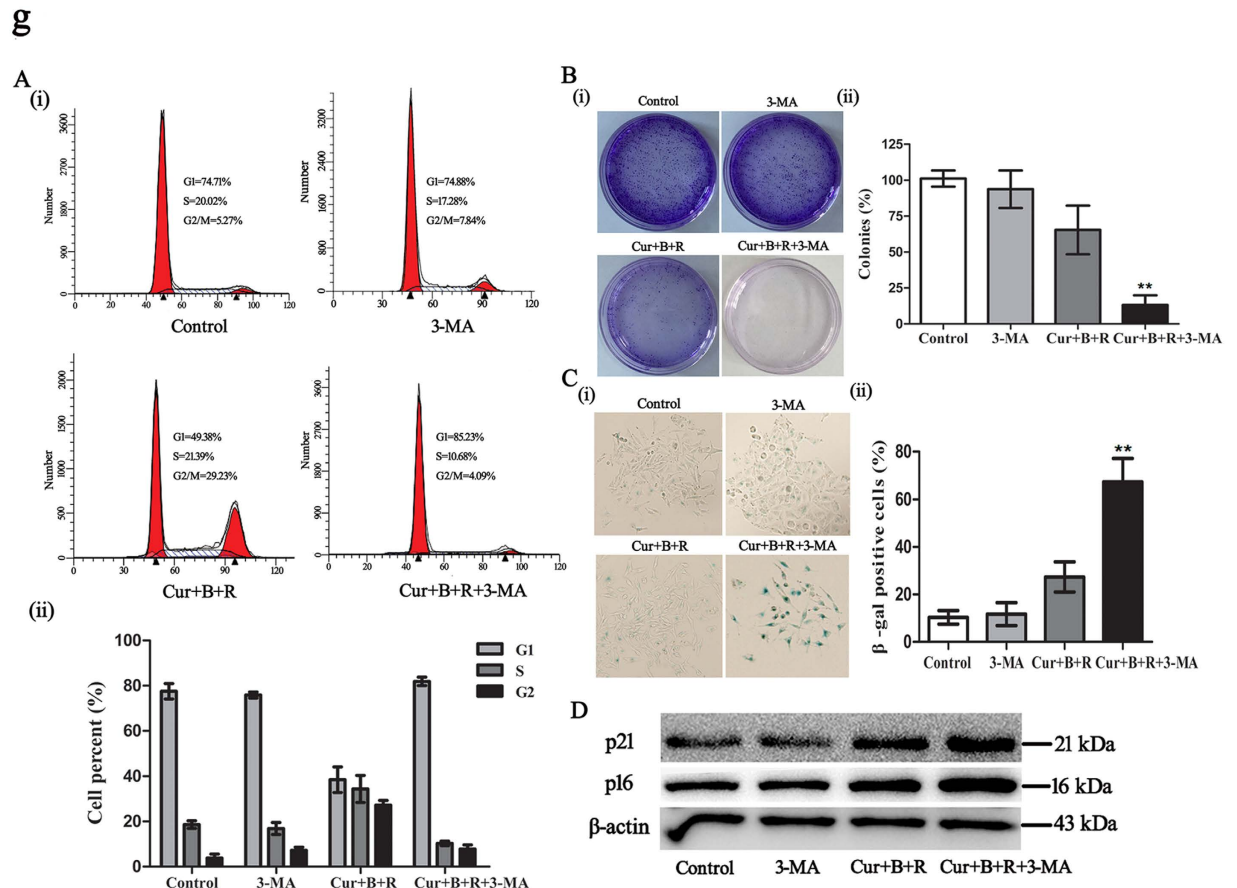 g
A
(i)
3600
2700
1800
900
0
Number
G1=74.71%
S=20.02%
G2/M=5.27%
0 20 40 60 80 100 120
Control
3200
2400
1600
800
0
Number
G1=74.88%
S=17.28%
G2/M=7.84%
0 30 60 90 120
3-MA
2000
1500
1000
500
0
Number
G1=49.38%
S=21.39%
G2/M=29.23%
0 30 60 90 120
Cur+B+R
3600
2700
1800
900
0
Number
G1=85.23%
S=10.68%
G2/M=4.09%
0 20 40 60 80 100 120
Cur+B+R+3-MA
(ii)
100
80
60
40
20
0
Cell percent (%)
G1
S
G2
Control 3-MA Cur+B+R Cur+B+R+3-MA
B
(i)
Control 3-MA
Cur+B+R Cur+B+R+3-MA
(ii)
125
100
75
50
25
0
Colonies (%)
**
Control 3-MA Cur+B+R Cur+B+R+3-MA
C
(i)
Control 3-MA
Cur+B+R Cur+B+R+3-MA
(ii)
80
60
40
20
0
β -gal positive cells (%)
**
Control 3-MA Cur+B+R Cur+B+R+3-MA
D
p21 21 kDa
p16 16 kDa
β-actin 43 kDa
Control 3-MA Cur+B+R Cur+B+R+3-MA